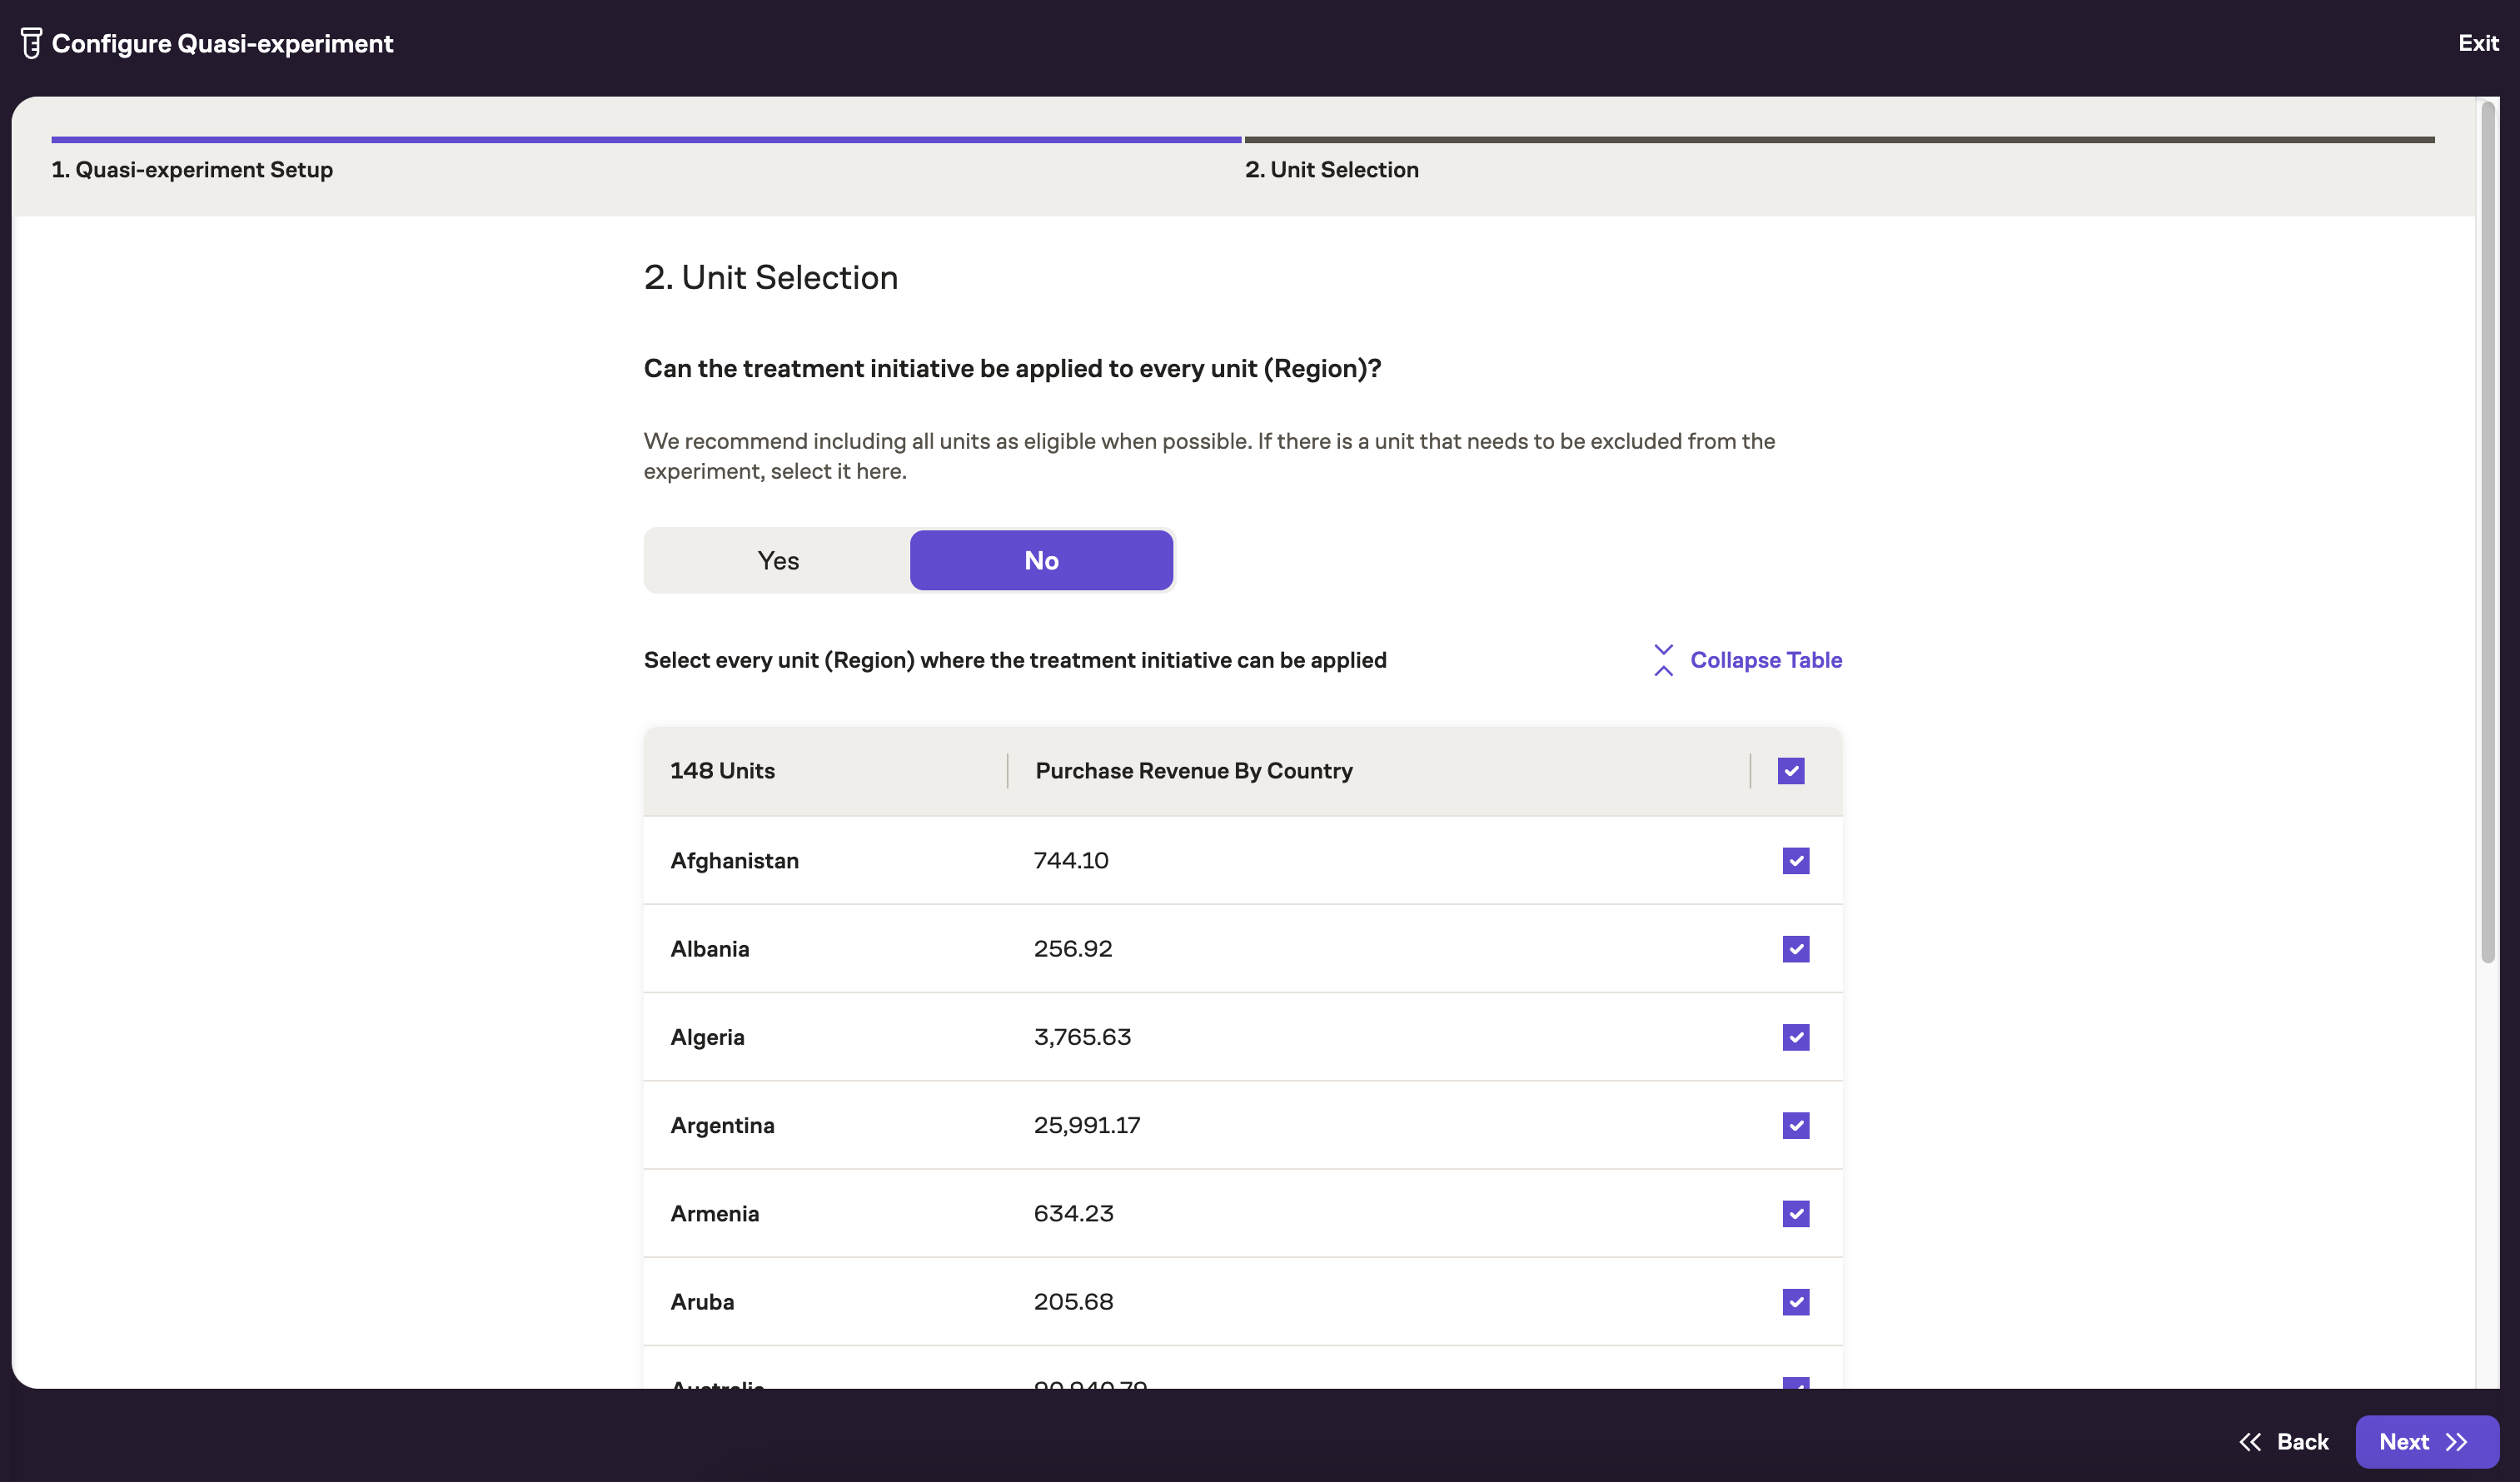 Configure Quasi-experiment
Exit
1. Quasi-experiment Setup
2. Unit Selection
2. Unit Selection
Can the treatment initiative be applied to every unit (Region)?
We recommend including all units as eligible when possible. If there is a unit that needs to be excluded from the
experiment, select it here.
Yes
No
Select every unit (Region) where the treatment initiative can be applied
Collapse Table
148 Units
Purchase Revenue By Country
Afghanistan
744.10
Albania
256.92
Algeria
3,765.63
Argentina
25,991.17
Armenia
634.23
Aruba
205.68
Australia
Back
Next